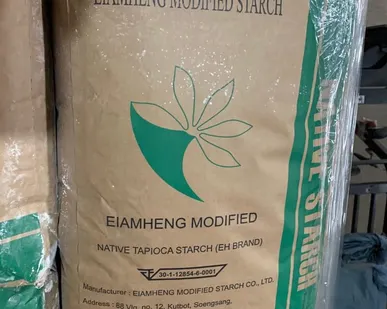 EIAMHENG MODIFIED STARCH
EIAMHENG MODIFIED
NATIVE TAPIOCA STARCH (EH BRAND)
30-1-12854-6-0001
Manufacturer : EIAMHENG MODIFIED STARCH CO., LTD.
Address : 88 Vig. no. 12, Kutbot, Soengsang.
NATIVE STARCH